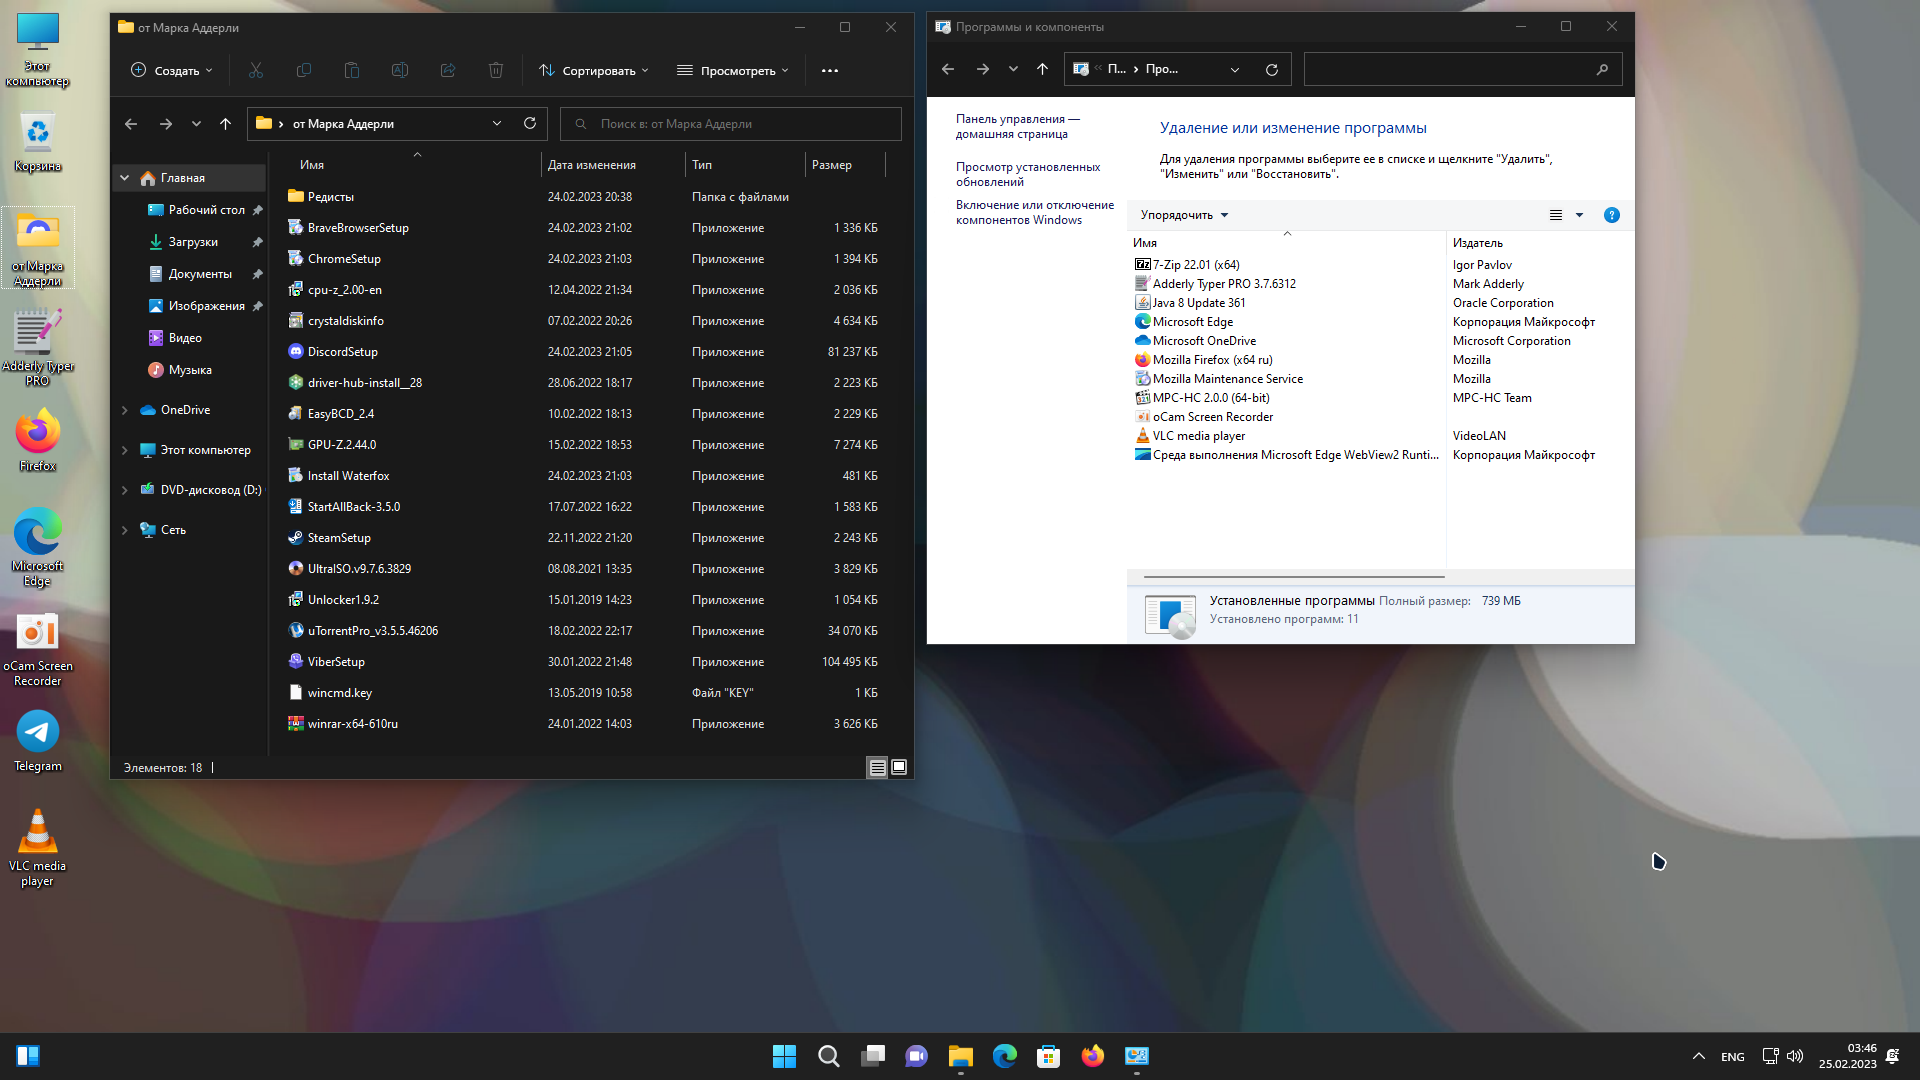 Этот
компьютер
Корзина
от Марка
Аддерли
Adderly Typer
PRO
Firefox
Microsoft
Edge
oCam Screen
Recorder
Telegram
VLC media
player
от Марка Аддерли
Создать
Сортировать
Просмотреть
от Марка Аддерли
Поиск в: от Марка Аддерли
Главная
Рабочий стол
Загрузки
Документы
Изображения
Видео
Музыка
OneDrive
Этот компьютер
DVD-дисковод (D:)
Сеть
Имя Дата изменения Тип Размер
Редисты 24.02.2023 20:38 Папка с файлами
BraveBrowserSetup 24.02.2023 21:02 Приложение 1 336 КБ
ChromeSetup 24.02.2023 21:03 Приложение 1 394 КБ
cpu-z_2.00-en 12.04.2022 21:34 Приложение 2 036 КБ
crystaldiskinfo 07.02.2022 20:26 Приложение 4 634 КБ
DiscordSetup 24.02.2023 21:05 Приложение 81 237 КБ
driver-hub-install__28 28.06.2022 18:17 Приложение 2 223 КБ
EasyBCD_2.4 10.02.2022 18:13 Приложение 2 229 КБ
GPU-Z.2.44.0 15.02.2022 18:53 Приложение 7 274 КБ
Install Waterfox 24.02.2023 21:03 Приложение 481 КБ
StartAllBack-3.5.0 17.07.2022 16:22 Приложение 1 583 КБ
SteamSetup 22.11.2022 21:20 Приложение 2 243 КБ
UltraISO.v9.7.6.3829 08.08.2021 13:35 Приложение 3 829 КБ
Unlocker1.9.2 15.01.2019 14:23 Приложение 1 054 КБ
uTorrentPro_v3.5.5.46206 18.02.2022 22:17 Приложение 34 070 КБ
ViberSetup 30.01.2022 21:48 Приложение 104 495 КБ
wincmd.key 13.05.2019 10:58 Файл "KEY" 1 КБ
winrar-x64-610ru 24.01.2022 14:03 Приложение 3 626 КБ
Элементов: 18
Программы и компоненты
П... Про...
Панель управления —
домашняя страница
Просмотр установленных
обновлений
Включение или отключение
компонентов Windows
Удаление или изменение программы
Для удаления программы выберите ее в списке и щелкните "Удалить",
"Изменить" или "Восстановить".
Упорядочить
Имя Издатель
7-Zip 22.01 (x64) Igor Pavlov
Adderly Typer PRO 3.7.6312 Mark Adderly
Java 8 Update 361 Oracle Corporation
Microsoft Edge Корпорация Майкрософт
Microsoft OneDrive Microsoft Corporation
Mozilla Firefox (x64 ru) Mozilla
Mozilla Maintenance Service Mozilla
MPC-HC 2.0.0 (64-bit) MPC-HC Team
oCam Screen Recorder
VLC media player VideoLAN
Среда выполнения Microsoft Edge WebView2 Runti... Корпорация Майкрософт
Установленные программы Полный размер: 739 МБ
Установлено программ: 11
ENG
03:46
25.02.2023